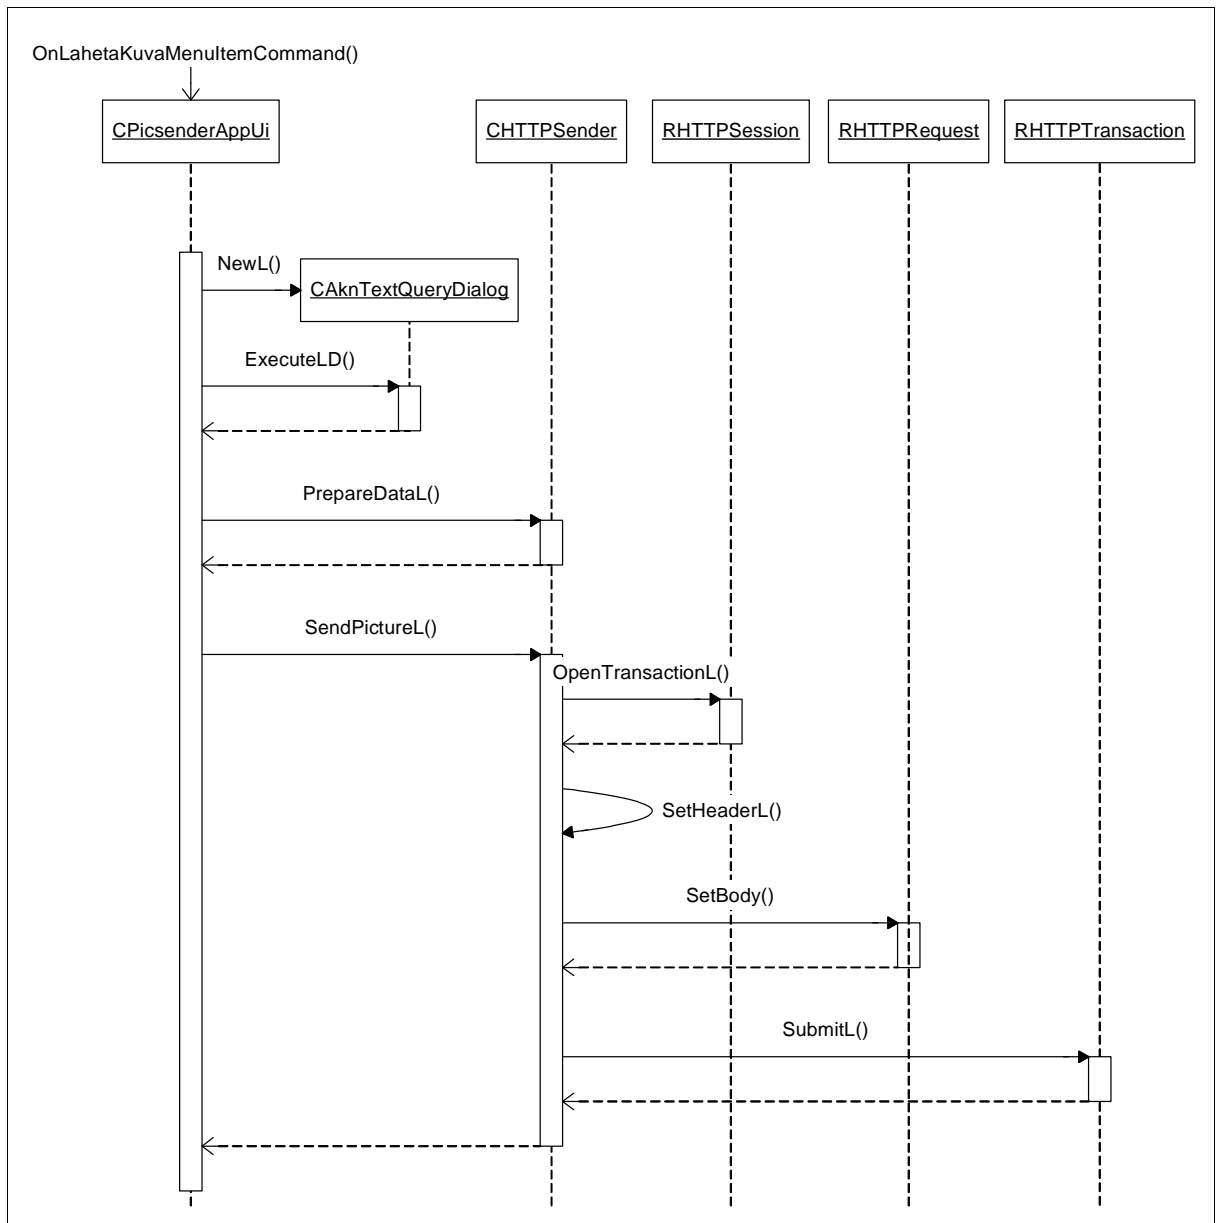 OnLahetaKuvaMenuItemCommand()
CPicsenderAppUi
CHTTPSender
RHTTPSession
RHTTPRequest
RHTTPTransaction
NewL()
CAknTextQueryDialog
ExecuteLD()
PrepareDataL()
SendPictureL()
OpenTransactionL()
SetHeaderL()
SetBody()
SubmitL()